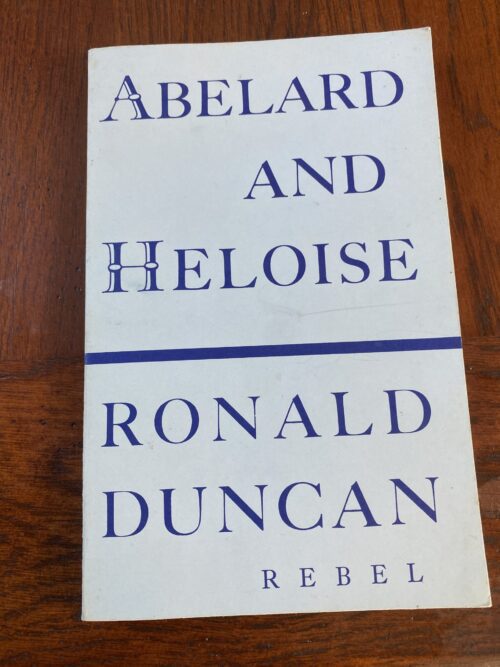 ABELARD
AND
HELOISE
RONALD
DUNCAN
REBEL